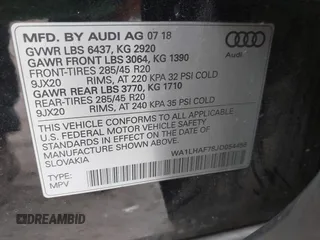 MFD. BY AUDI AG 07 18
GVWR LBS 6437, KG 2920
GAWR FRONT LBS 3064, KG 1390
FRONT-TIRES 285/45 R20
9JX20 RIMS, AT 220 KPA 32 PSI COLD
GAWR REAR LBS 3770, KG 1710
REAR-TIRES 285/45 R20
9JX20 RIMS, AT 240 KPA 35 PSI COLD
Audi
THIS VEHICLE CONFORMS TO ALL APPLICABLE
U.S. FEDERAL MOTOR VEHICLE SAFETY STANDARDS
IN EFFECT ON THE DATE OF MANUFACTURE
SHOWN ABOVE.
SLOVAKIA
TYPE:
MPV
DREAMBID